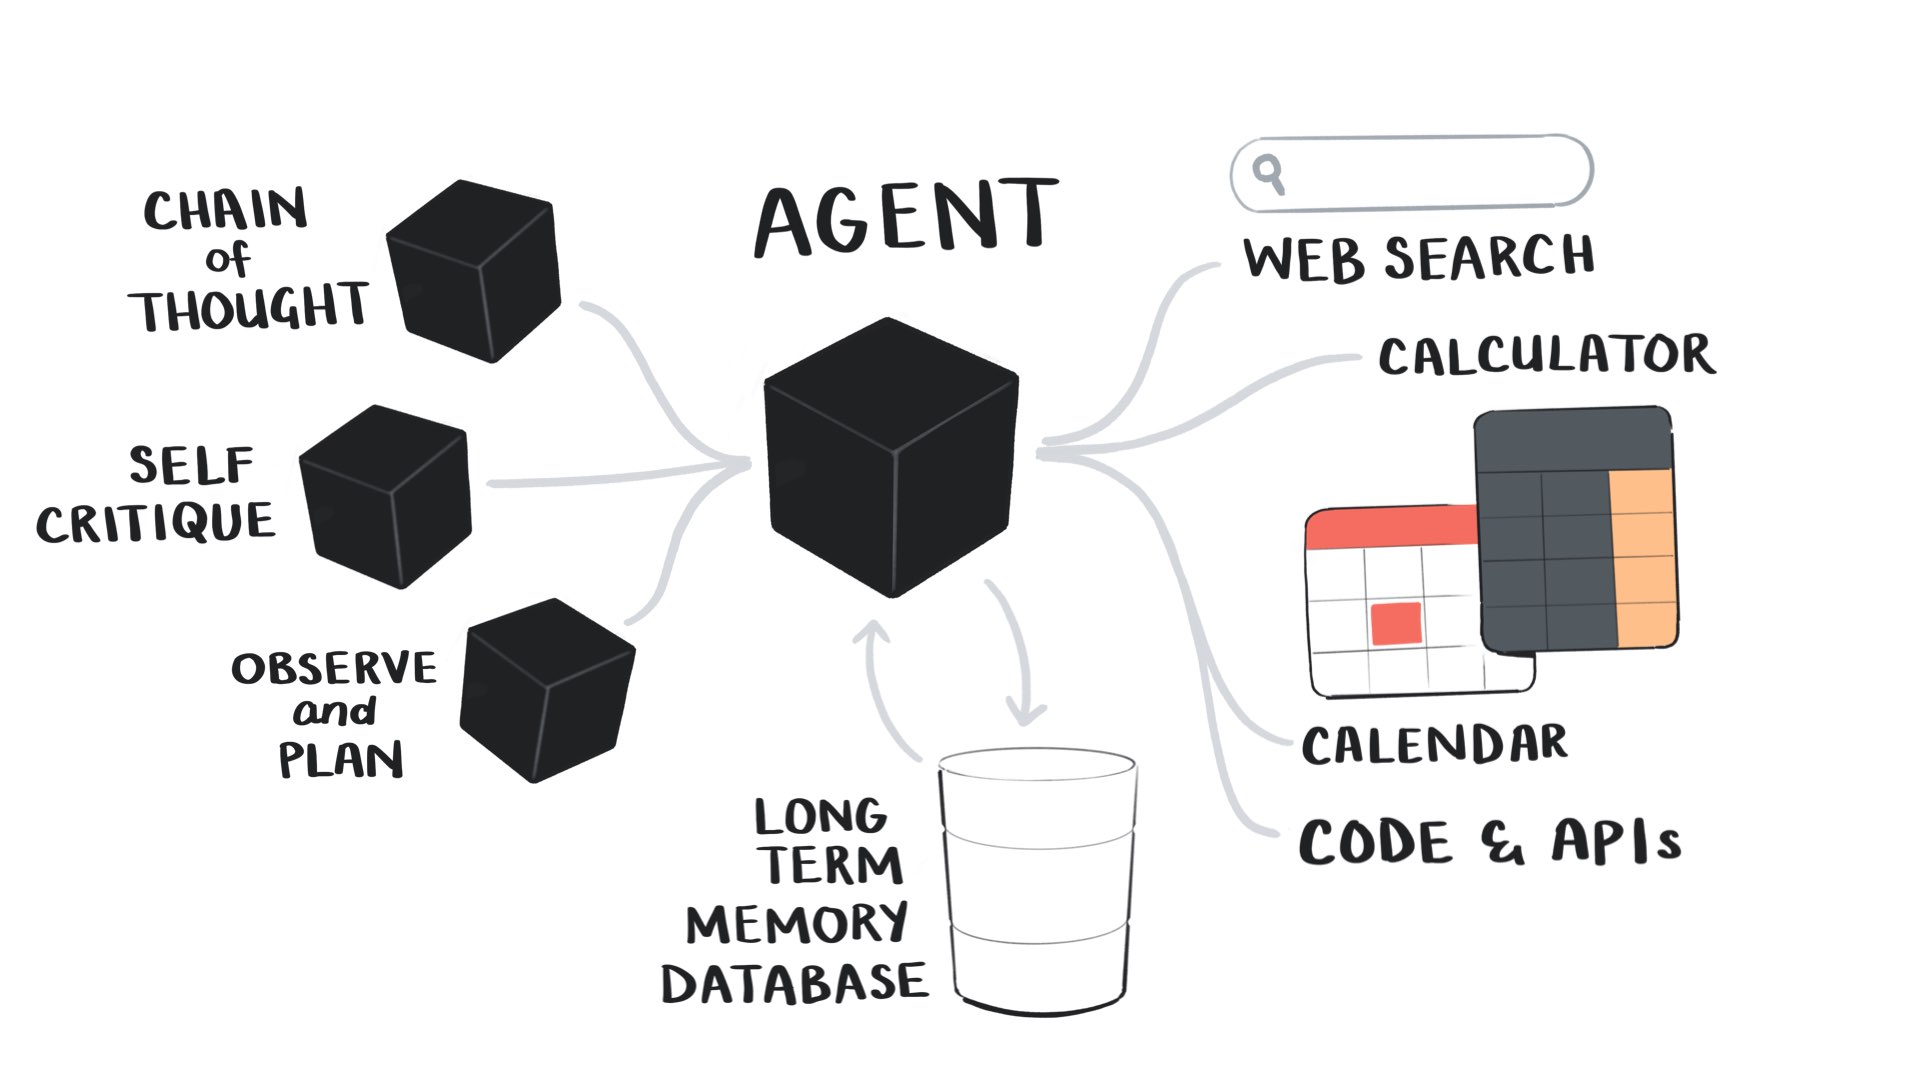 AGENT
CHAIN
of
THOUGHT
SELF
CRITIQUE
OBSERVE
and
PLAN
LONG
TERM
MEMORY
DATABASE
WEB SEARCH
CALCULATOR
CALENDAR
CODE & APIs